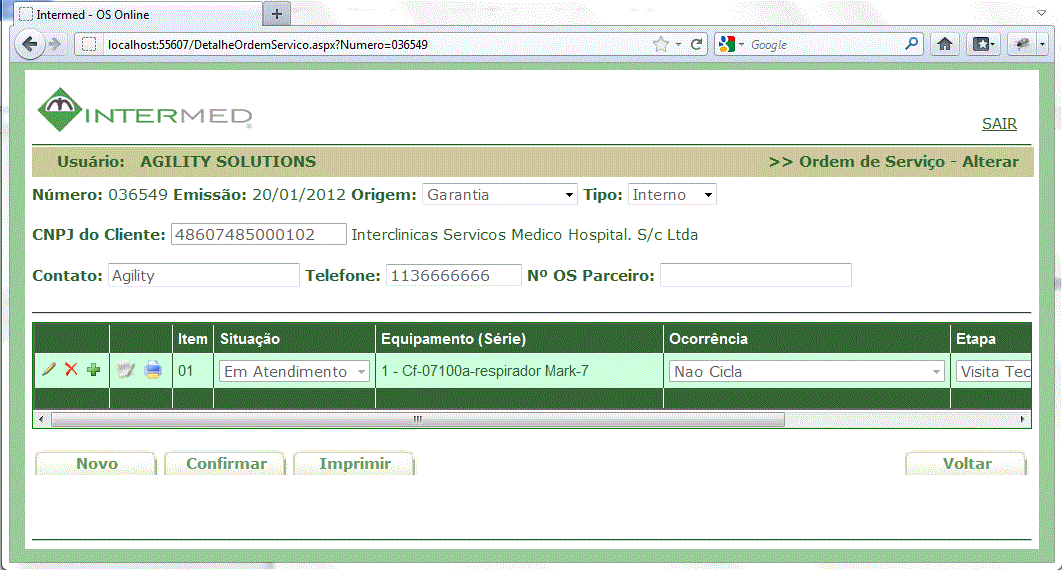 Intermed - OS Online
localhost:55607/DetalheOrdemServico.aspx?Numero=036549
Google
INTERMED
SAIR
Usuário: AGILITY SOLUTIONS >> Ordem de Serviço - Alterar
Número: 036549 Emissão: 20/01/2012 Origem: Garantia Tipo: Interno
CNPJ do Cliente: 48607485000102 Interclinicas Servicos Medico Hospital. S/c Ltda
Contato: Agility Telefone: 1136666666 Nº OS Parceiro:
Item Situação Equipamento (Série) Ocorrência Etapa
01 Em Atendimento 1 - Cf-07100a-respirador Mark-7 Nao Cicla Visita Tec
Novo Confirmar Imprimir Voltar